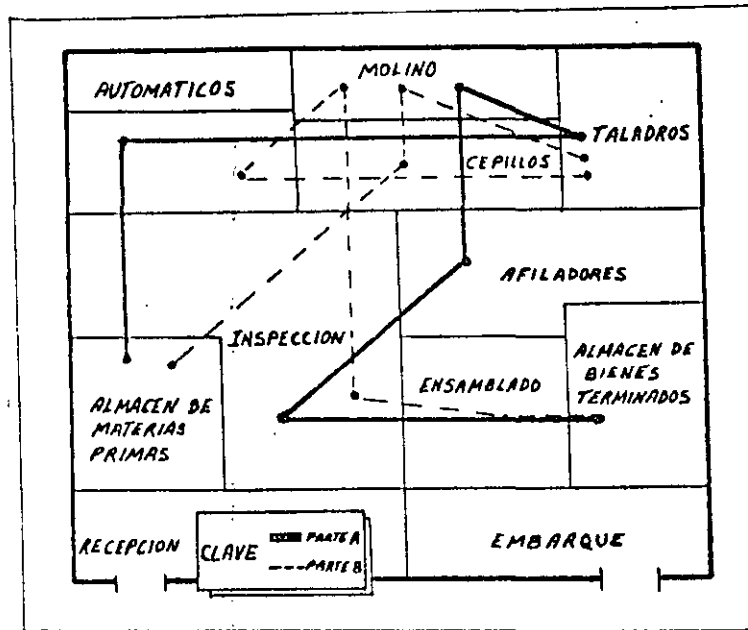 AUTOMATICOS
MOLINO
TALADROS
CEPILLOS
AFILADORES
INSPECCION
ALMACEN DE
MATERIAS
PRIMAS
ENSAMBLADO
ALMACEN DE
BIENES
TERMINADOS
RECEPCION
CLAVE
PARTE A
PARTE B
EMBARQUE